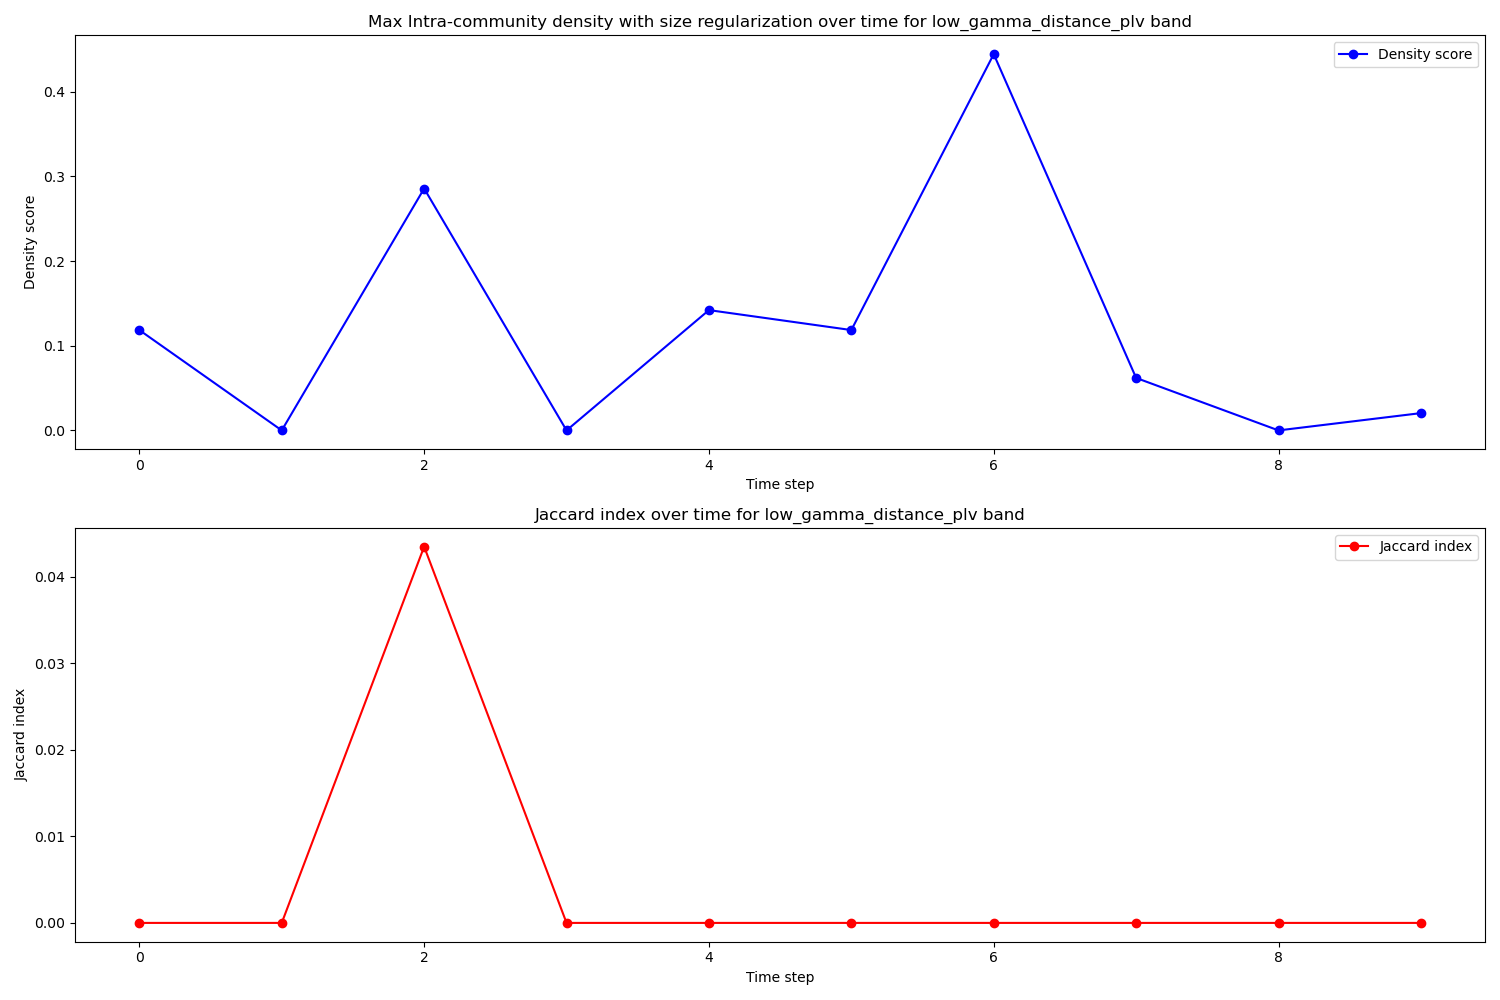 Max Intra-community density with size regularization over time for low_gamma_distance_plv band
Density score
0.4
0.3
0.2
0.1
0.0
Density score
0 2 4 6 8
Time step
Jaccard index over time for low_gamma_distance_plv band
Jaccard index
0.04
0.03
0.02
0.01
0.00
Jaccard index
0 2 4 6 8
Time step